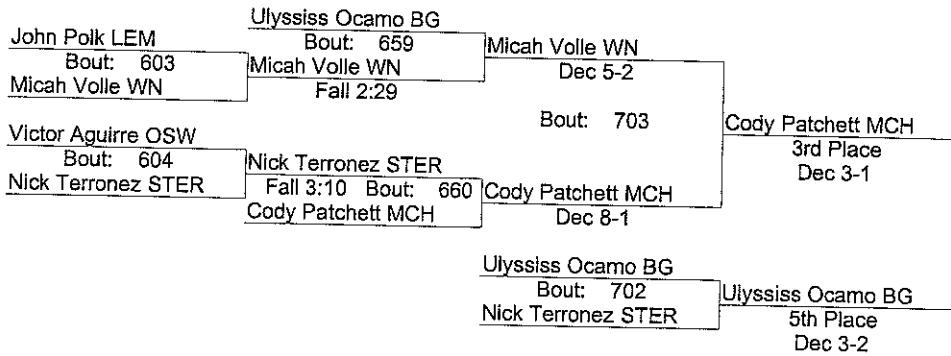 Ulyssiss Ocamo BG
John Polk LEM
Bout: 659
Micah Volle WN
Bout: 603
Micah Volle WN
Dec 5-2
Micah Volle WN
Fall 2:29
Bout: 703
Cody Patchett MCH
Victor Aguirre OSW
3rd Place
Bout: 604
Nick Terronez STER
Dec 3-1
Nick Terronez STER
Fall 3:10 Bout: 660
Cody Patchett MCH
Cody Patchett MCH
Dec 8-1
Ulyssiss Ocamo BG
Bout: 702
Ulyssiss Ocamo BG
Nick Terronez STER
5th Place
Dec 3-2